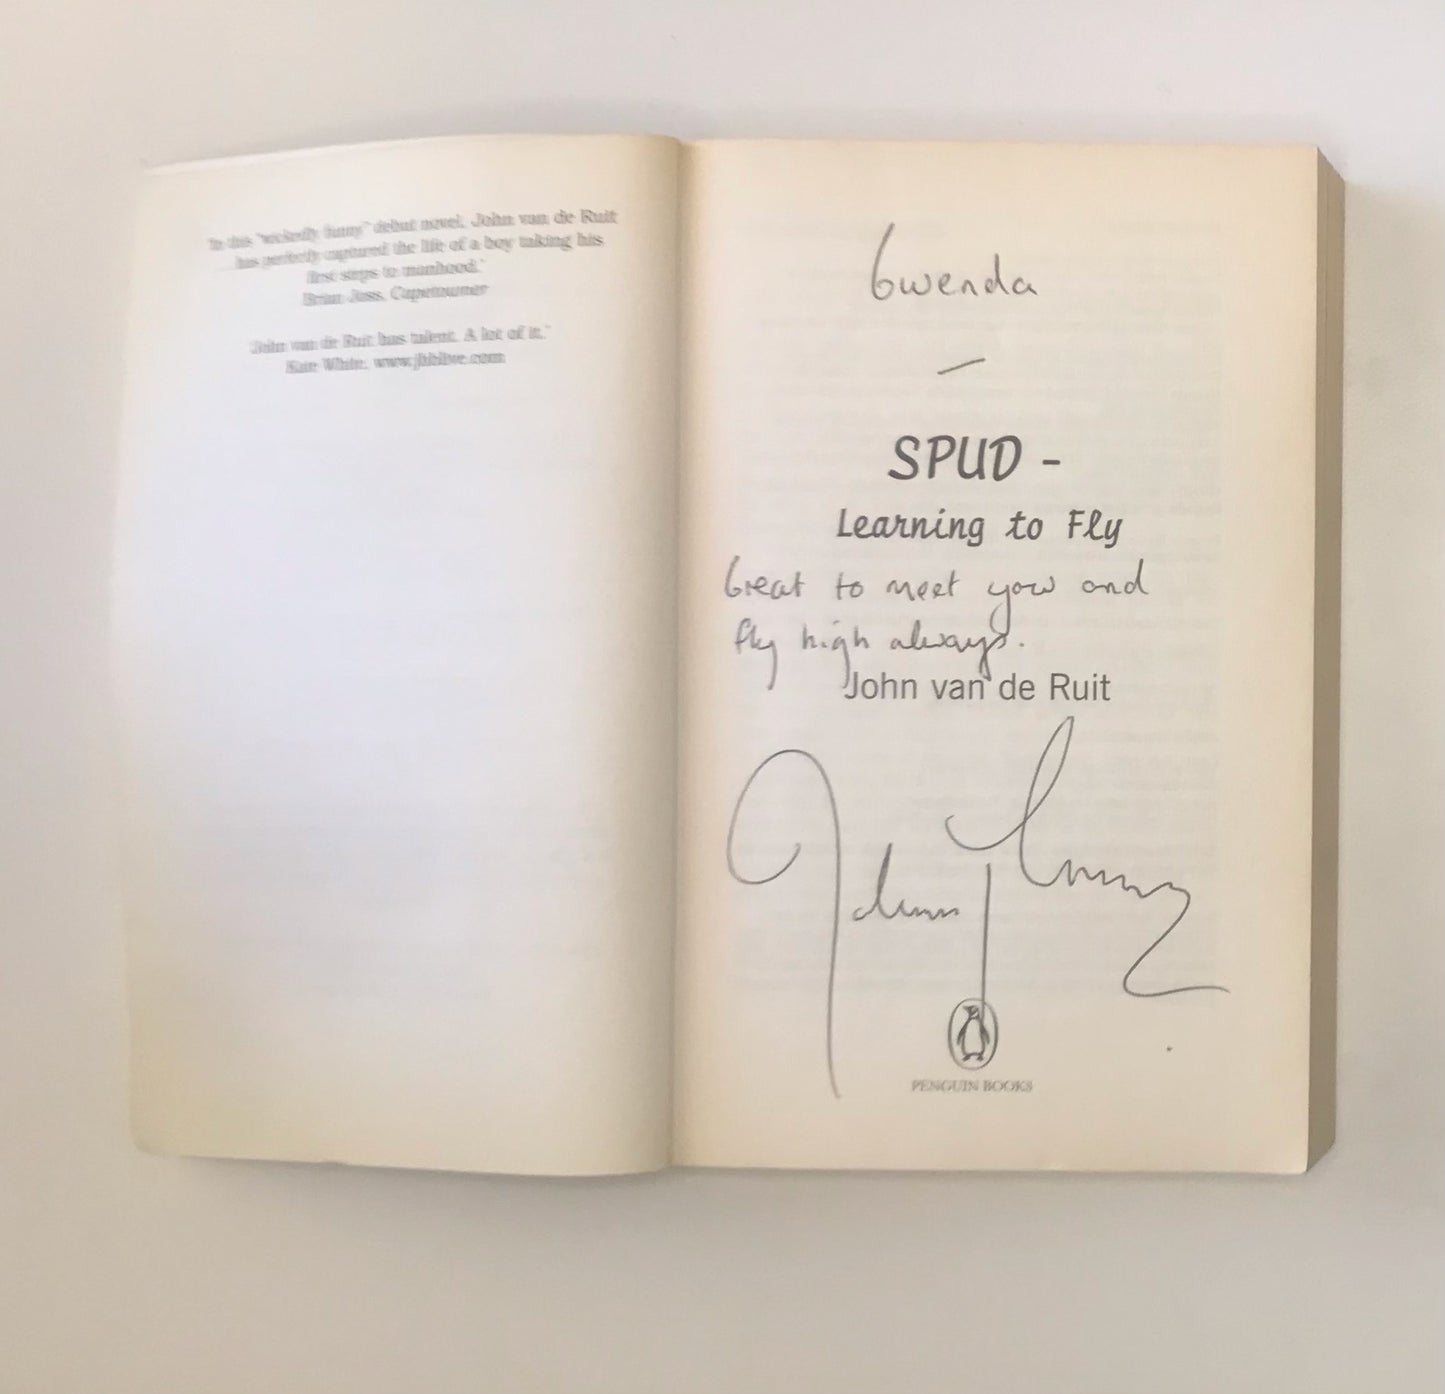 In this "wickedly funny" debut novel, John van de Ruit
has perfectly captured the life of a boy taking his
first steps to manhood.'
Brian Joss, Capetowner
'John van de Ruit has talent. A lot of it.'
Kate White, www.jhblive.com
Gwenda
—
SPUD -
Learning to Fly
Great to meet you and
fly high always.
John van de Ruit
John
PENGUIN BOOKS